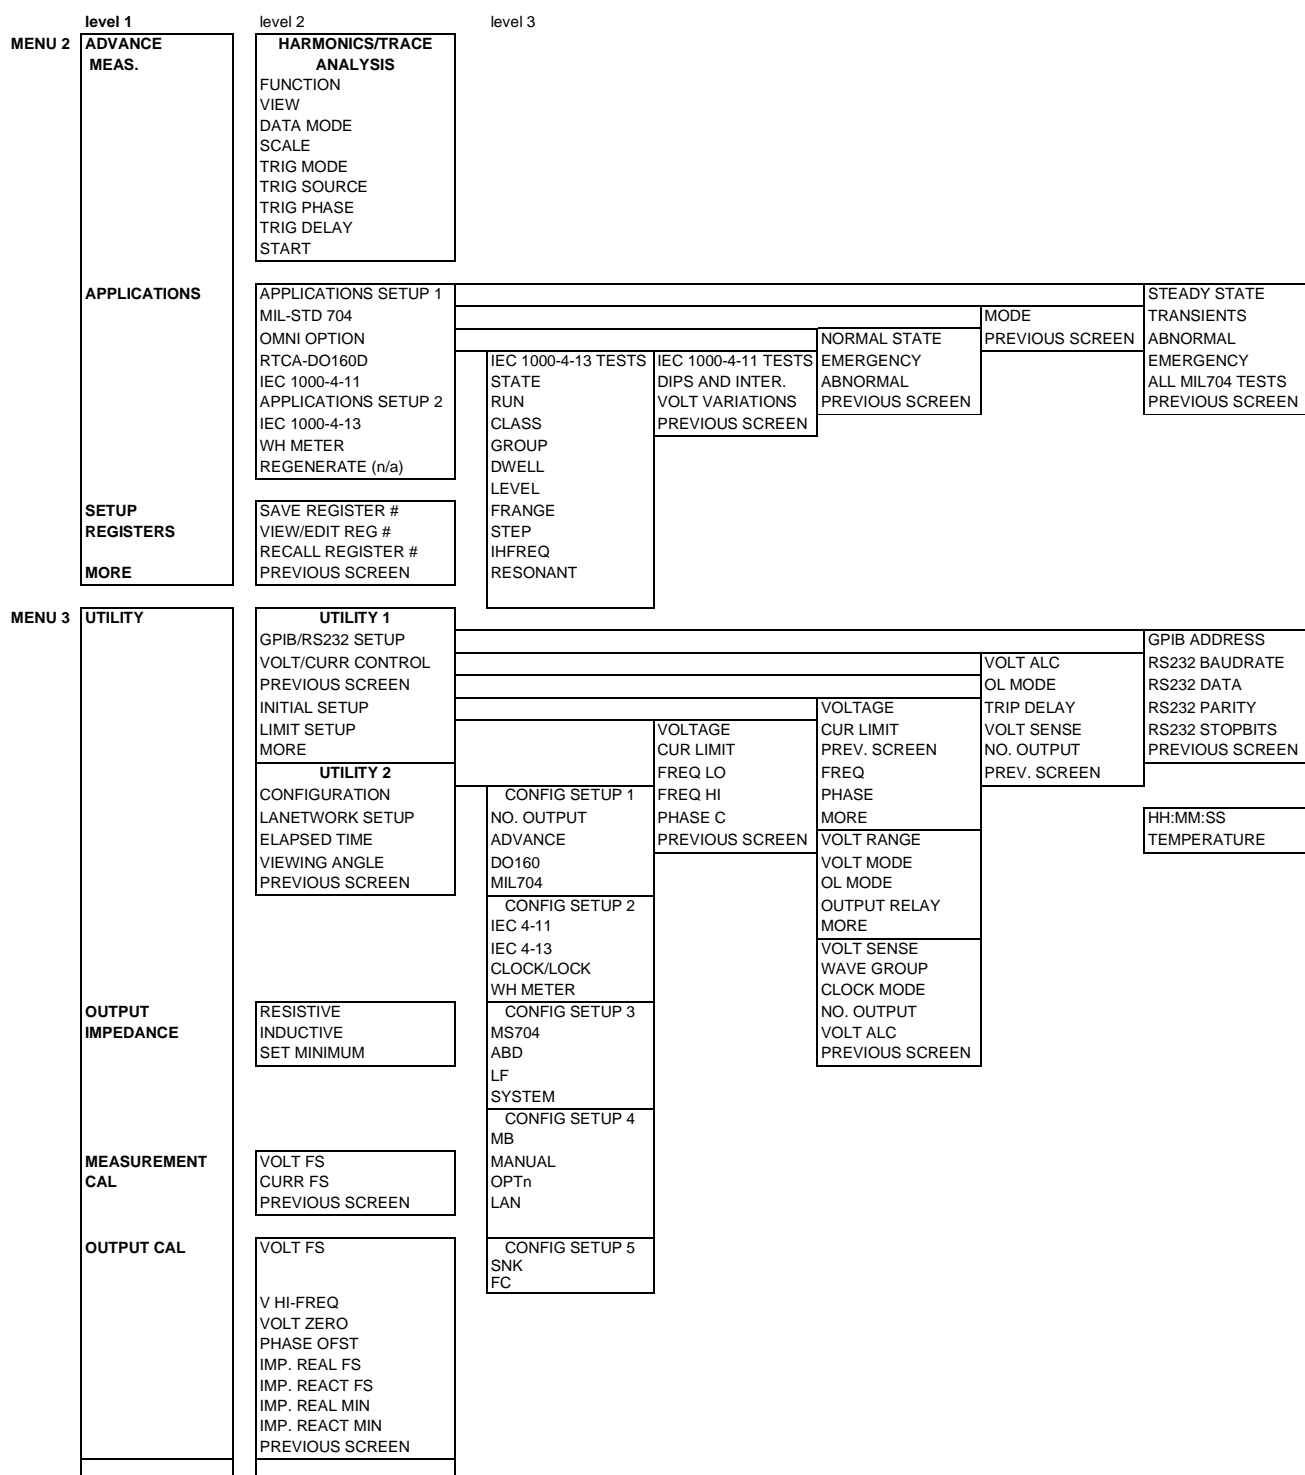 level 1 level 2 level 3
MENU 2 ADVANCE HARMONICS/TRACE
MEAS. ANALYSIS
FUNCTION
VIEW
DATA MODE
SCALE
TRIG MODE
TRIG SOURCE
TRIG PHASE
TRIG DELAY
START
APPLICATIONS APPLICATIONS SETUP 1 STEADY STATE
MIL-STD 704 MODE TRANSIENTS
OMNI OPTION NORMAL STATE PREVIOUS SCREEN ABNORMAL
RTCA-DO160D IEC 1000-4-13 TESTS IEC 1000-4-11 TESTS EMERGENCY EMERGENCY
IEC 1000-4-11 STATE DIPS AND INTER. ABNORMAL ALL MIL704 TESTS
APPLICATIONS SETUP 2 RUN VOLT VARIATIONS PREVIOUS SCREEN PREVIOUS SCREEN
IEC 1000-4-13 CLASS PREVIOUS SCREEN
WH METER GROUP
REGENERATE (n/a) DWELL
LEVEL
SETUP SAVE REGISTER # FRANGE
REGISTERS VIEW/EDIT REG # STEP
RECALL REGISTER # IHFREQ
MORE PREVIOUS SCREEN RESONANT
MENU 3 UTILITY UTILITY 1
GPIB/RS232 SETUP GPIB ADDRESS
VOLT/CURR CONTROL VOLT ALC RS232 BAUDRATE
PREVIOUS SCREEN OL MODE RS232 DATA
INITIAL SETUP VOLTAGE TRIP DELAY RS232 PARITY
LIMIT SETUP VOLTAGE CUR LIMIT VOLT SENSE RS232 STOPBITS
MORE CUR LIMIT PREV. SCREEN NO. OUTPUT PREVIOUS SCREEN
UTILITY 2 FREQ LO FREQ PREV. SCREEN
CONFIGURATION CONFIG SETUP 1 FREQ HI PHASE
LANETWORK SETUP NO. OUTPUT PHASE C MORE HH:MM:SS
ELAPSED TIME ADVANCE PREVIOUS SCREEN VOLT RANGE TEMPERATURE
VIEWING ANGLE DO160 VOLT MODE
PREVIOUS SCREEN MIL704 OL MODE
CONFIG SETUP 2 OUTPUT RELAY
IEC 4-11 MORE
IEC 4-13 VOLT SENSE
CLOCK/LOCK WAVE GROUP
WH METER CLOCK MODE
OUTPUT RESISTIVE CONFIG SETUP 3 NO. OUTPUT
IMPEDANCE INDUCTIVE MS704 VOLT ALC
SET MINIMUM ABD PREVIOUS SCREEN
LF
SYSTEM
CONFIG SETUP 4
MB
MEASUREMENT VOLT FS MANUAL
CAL CURR FS OPTn
PREVIOUS SCREEN LAN
OUTPUT CAL VOLT FS CONFIG SETUP 5
SNK
FC
V HI-FREQ
VOLT ZERO
PHASE OFST
IMP. REAL FS
IMP. REACT FS
IMP. REAL MIN
IMP. REACT MIN
PREVIOUS SCREEN